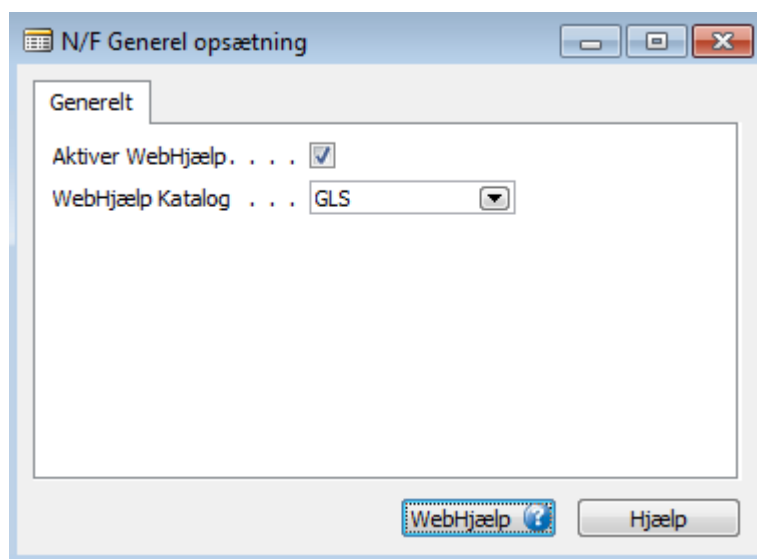 N/F Generel opsætning
Generelt
Aktiver WebHjælp. . . .
WebHjælp Katalog . . . GLS
WebHjælp ? Hjælp